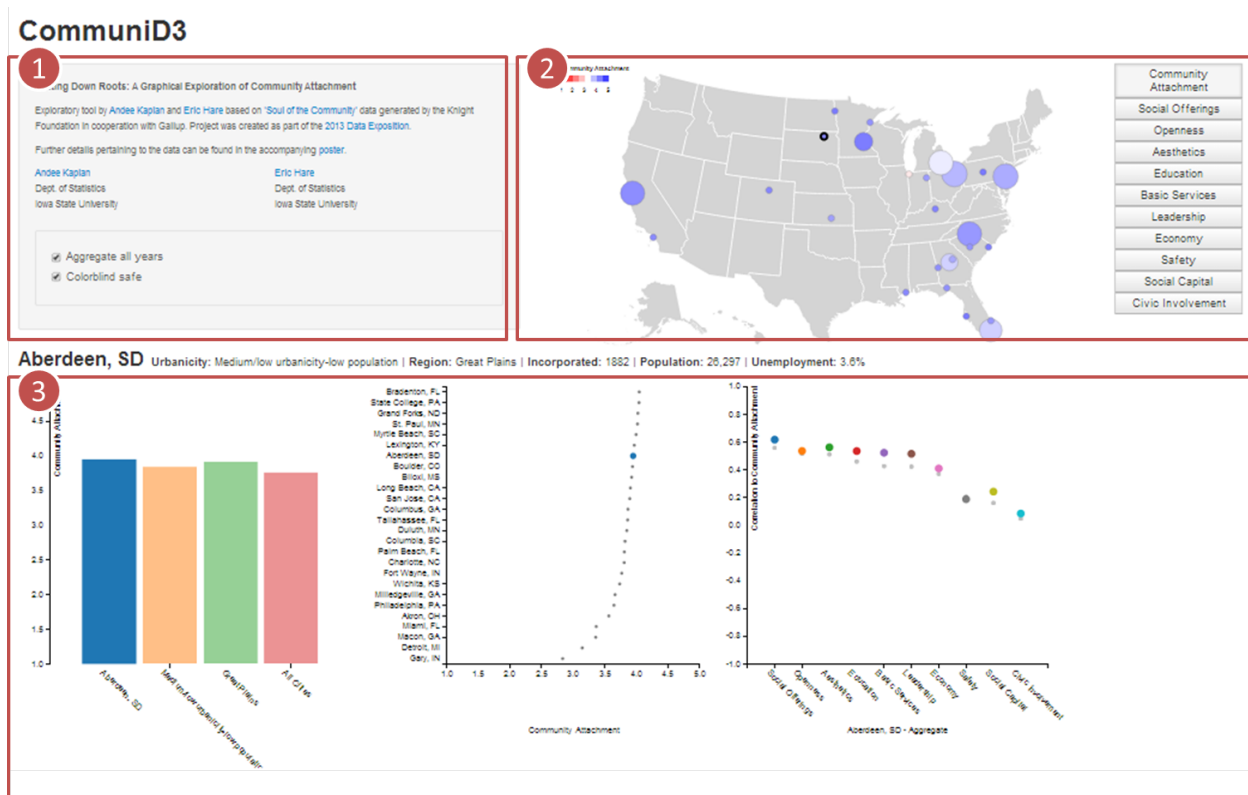 CommuniD3
1
ing Down Roots: A Graphical Exploration of Community Attachment
Exploratory tool by Andee Kaplan and Eric Hare based on 'Soul of the Community' data generated by the Knight
Foundation in cooperation with Gallup. Project was created as part of the 2013 Data Exposition.
Further details pertaining to the data can be found in the accompanying poster.
Andee Kaplan Eric Hare
Dept. of Statistics Dept. of Statistics
Iowa State University Iowa State University
Aggregate all years
Colorblind safe
2
mmunity Attachment
1 2 3 4 5
Community
Attachment
Social Offerings
Openness
Aesthetics
Education
Basic Services
Leadership
Economy
Safety
Social Capital
Civic Involvement
Aberdeen, SD Urbanicity: Medium/low urbanicity-low population | Region: Great Plains | Incorporated: 1882 | Population: 26,297 | Unemployment: 3.6%
3
Community Attach
4.5
4.0
3.5
3.0
2.5
2.0
1.5
1.0
Aberdeen, SD
Great Plains
All Cities
Bradenton, FL
State College, PA
Grand Forks, ND
St. Paul, MN
Myrtle Beach, SC
Lexington, KY
Aberdeen, SD
Boulder, CO
Biloxi, MS
Long Beach, CA
San Jose, CA
Columbus, GA
Tallahassee, FL
Duluth, MN
Columbia, SC
Palm Beach, FL
Charlotte, NC
Fort Wayne, IN
Wichita, KS
Milledgeville, GA
Philadelphia, PA
Akron, OH
Miami, FL
Macon, GA
Detroit, MI
Gary, IN
1.0 1.5 2.0 2.5 3.0 3.5 4.0 4.5 5.0
Community Attachment
Correlation to Community Attachment
1.0
0.8
0.6
0.4
0.2
0.0
-0.2
-0.4
-0.6
-0.8
-1.0
Social Offerings
Openness
Aesthetics
Education
Basic Services
Leadership
Economy
Safety
Social Capital
Civic Involvement
Aberdeen, SD - Aggregate